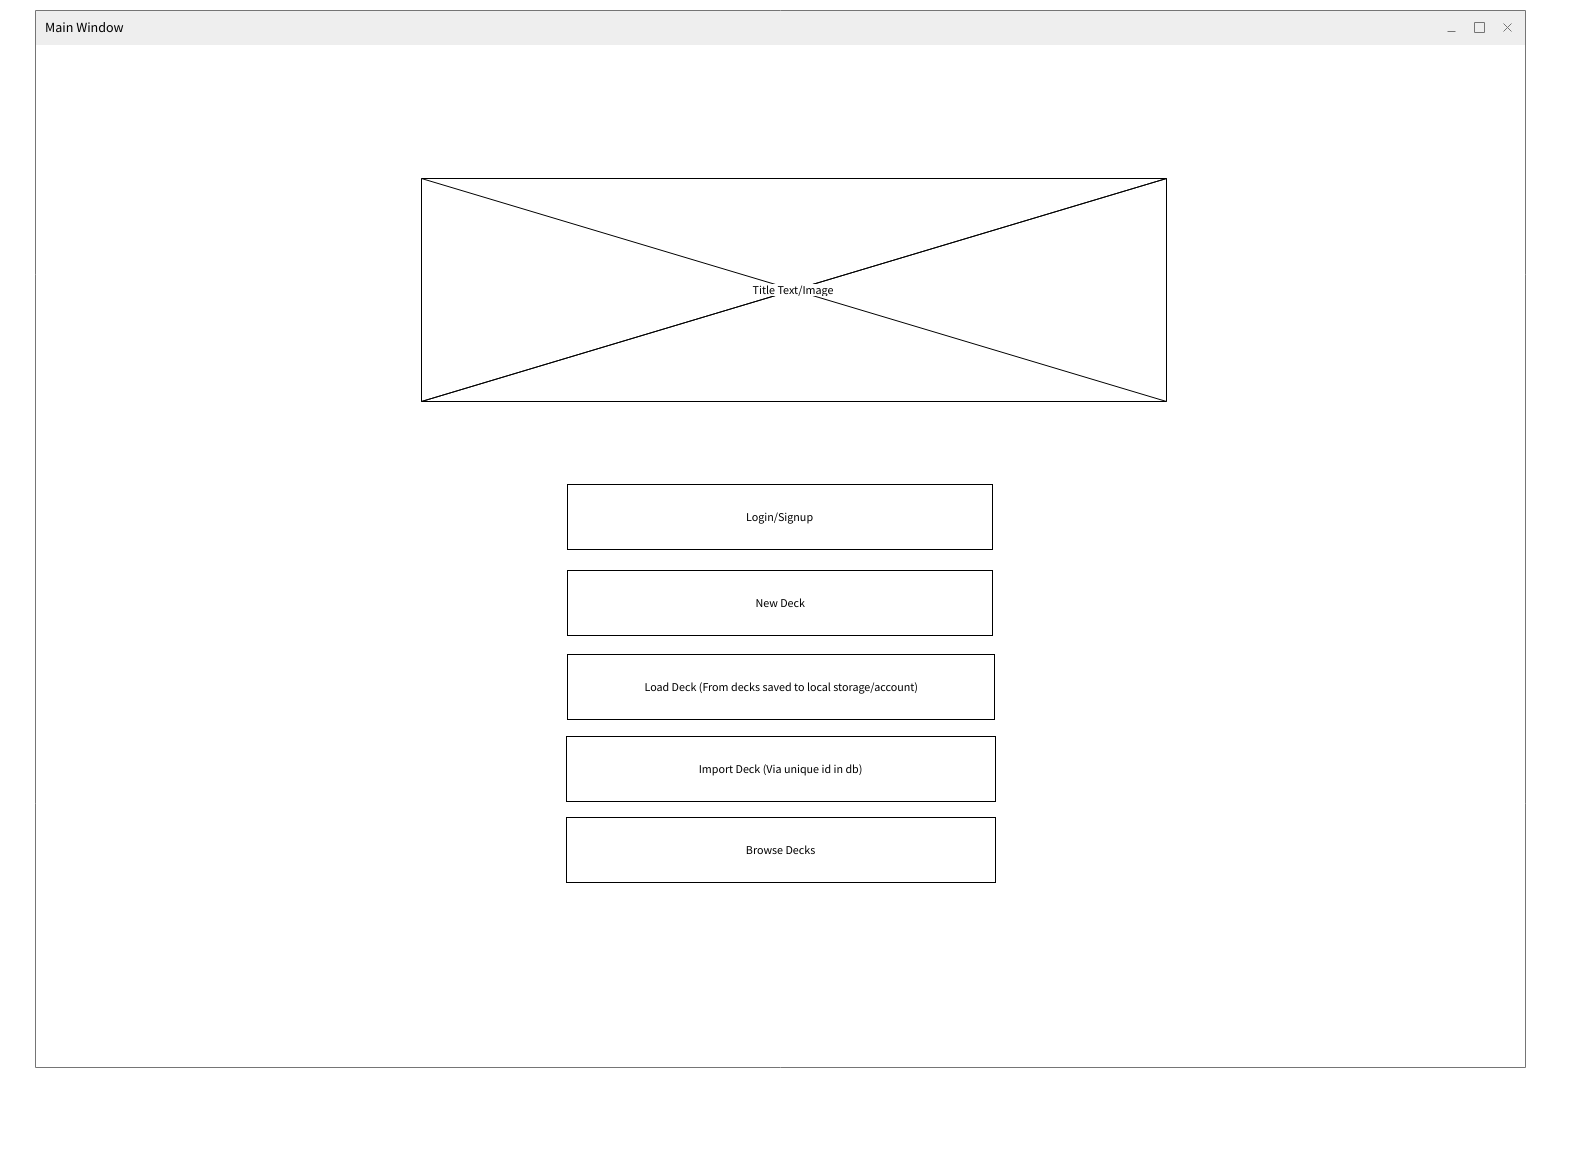 Main Window
Title Text/Image
Login/Signup
New Deck
Load Deck (From decks saved to local storage/account)
Import Deck (Via unique id in db)
Browse Decks